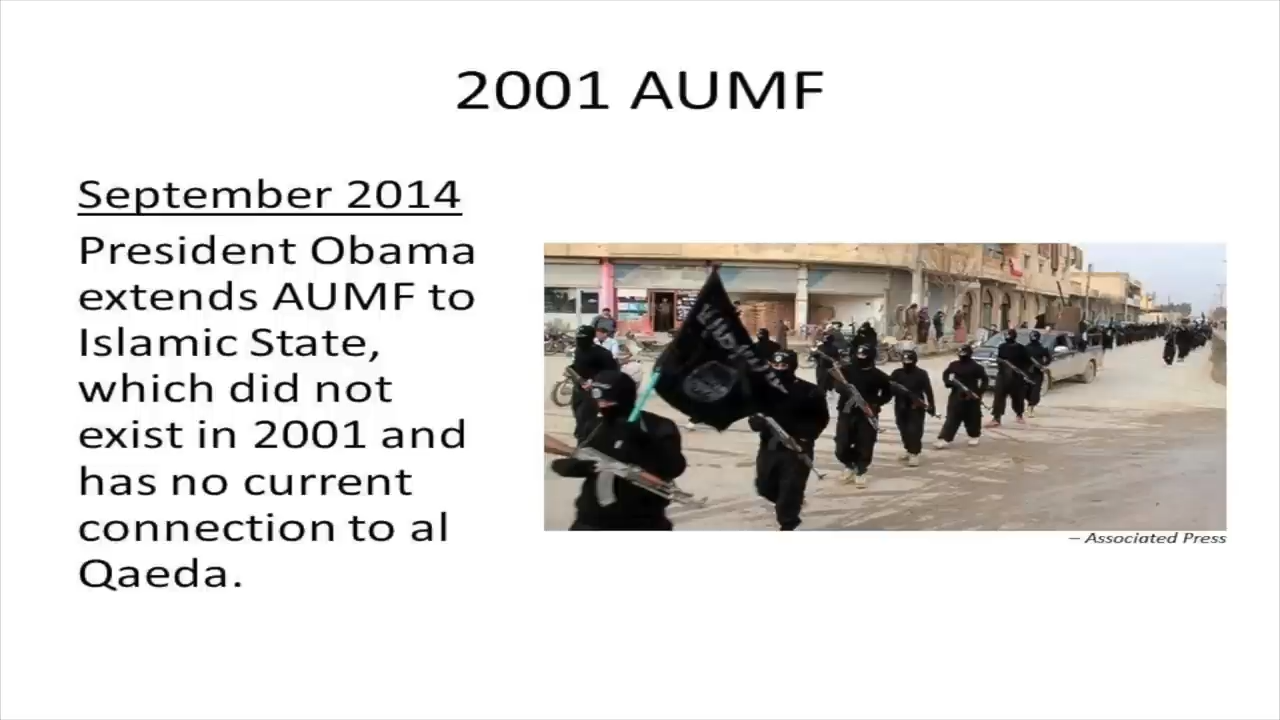 2001 AUMF
September 2014
President Obama
extends AUMF to
Islamic State,
which did not
exist in 2001 and
has no current
connection to al
Qaeda.
– Associated Press